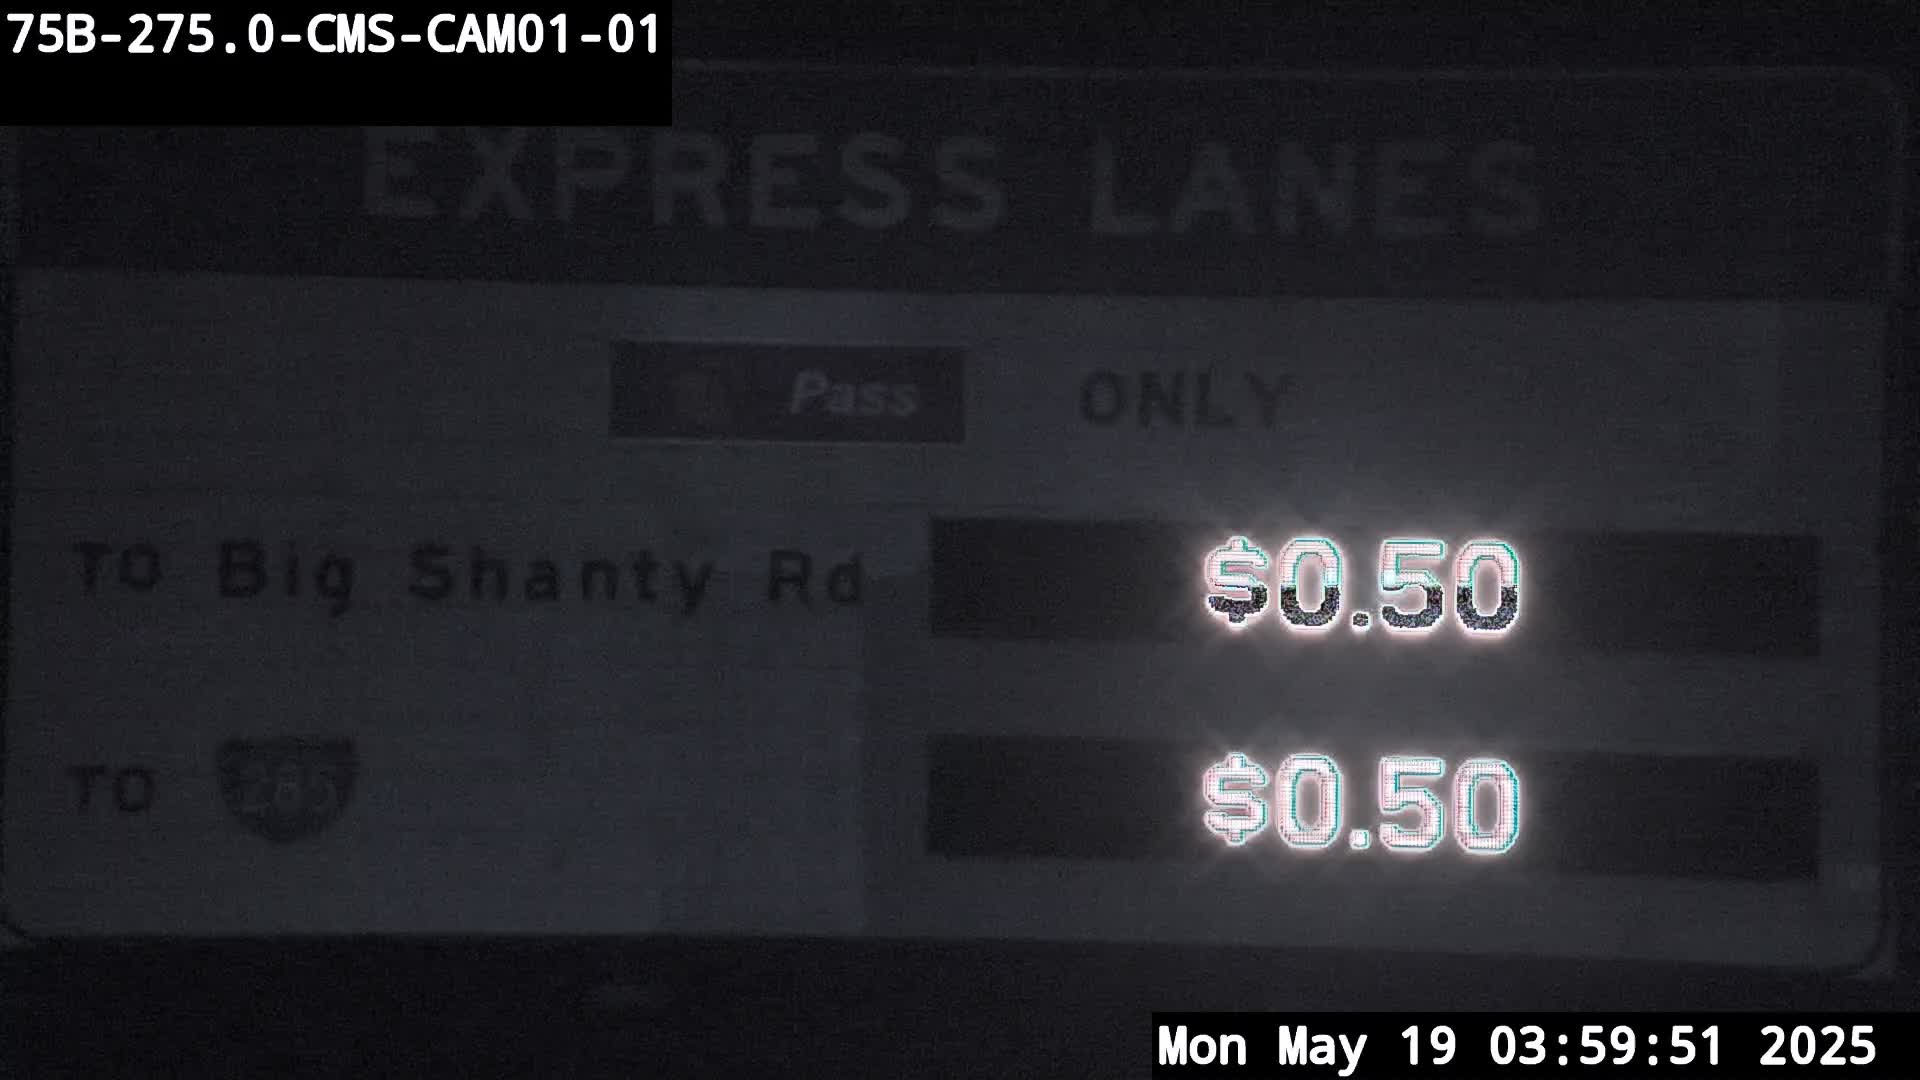 75B-275.0-CMS-CAM01-01
EXPRESS LANES
Pass ONLY
TO Big Shanty Rd $0.50
TO 285 $0.50
Mon May 19 03:59:51 2025